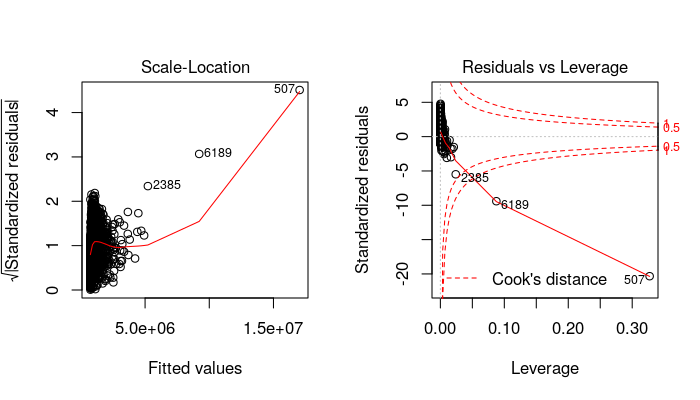 Scale-Location
√|Standardized residuals|
4
3
2
1
0
507
6189
2385
5.0e+06
1.5e+07
Fitted values
Residuals vs Leverage
Standardized residuals
5
0
-10
-20
1
0.5
0.5
1
2385
6189
507
Cook's distance
0.00
0.10
0.20
0.30
Leverage